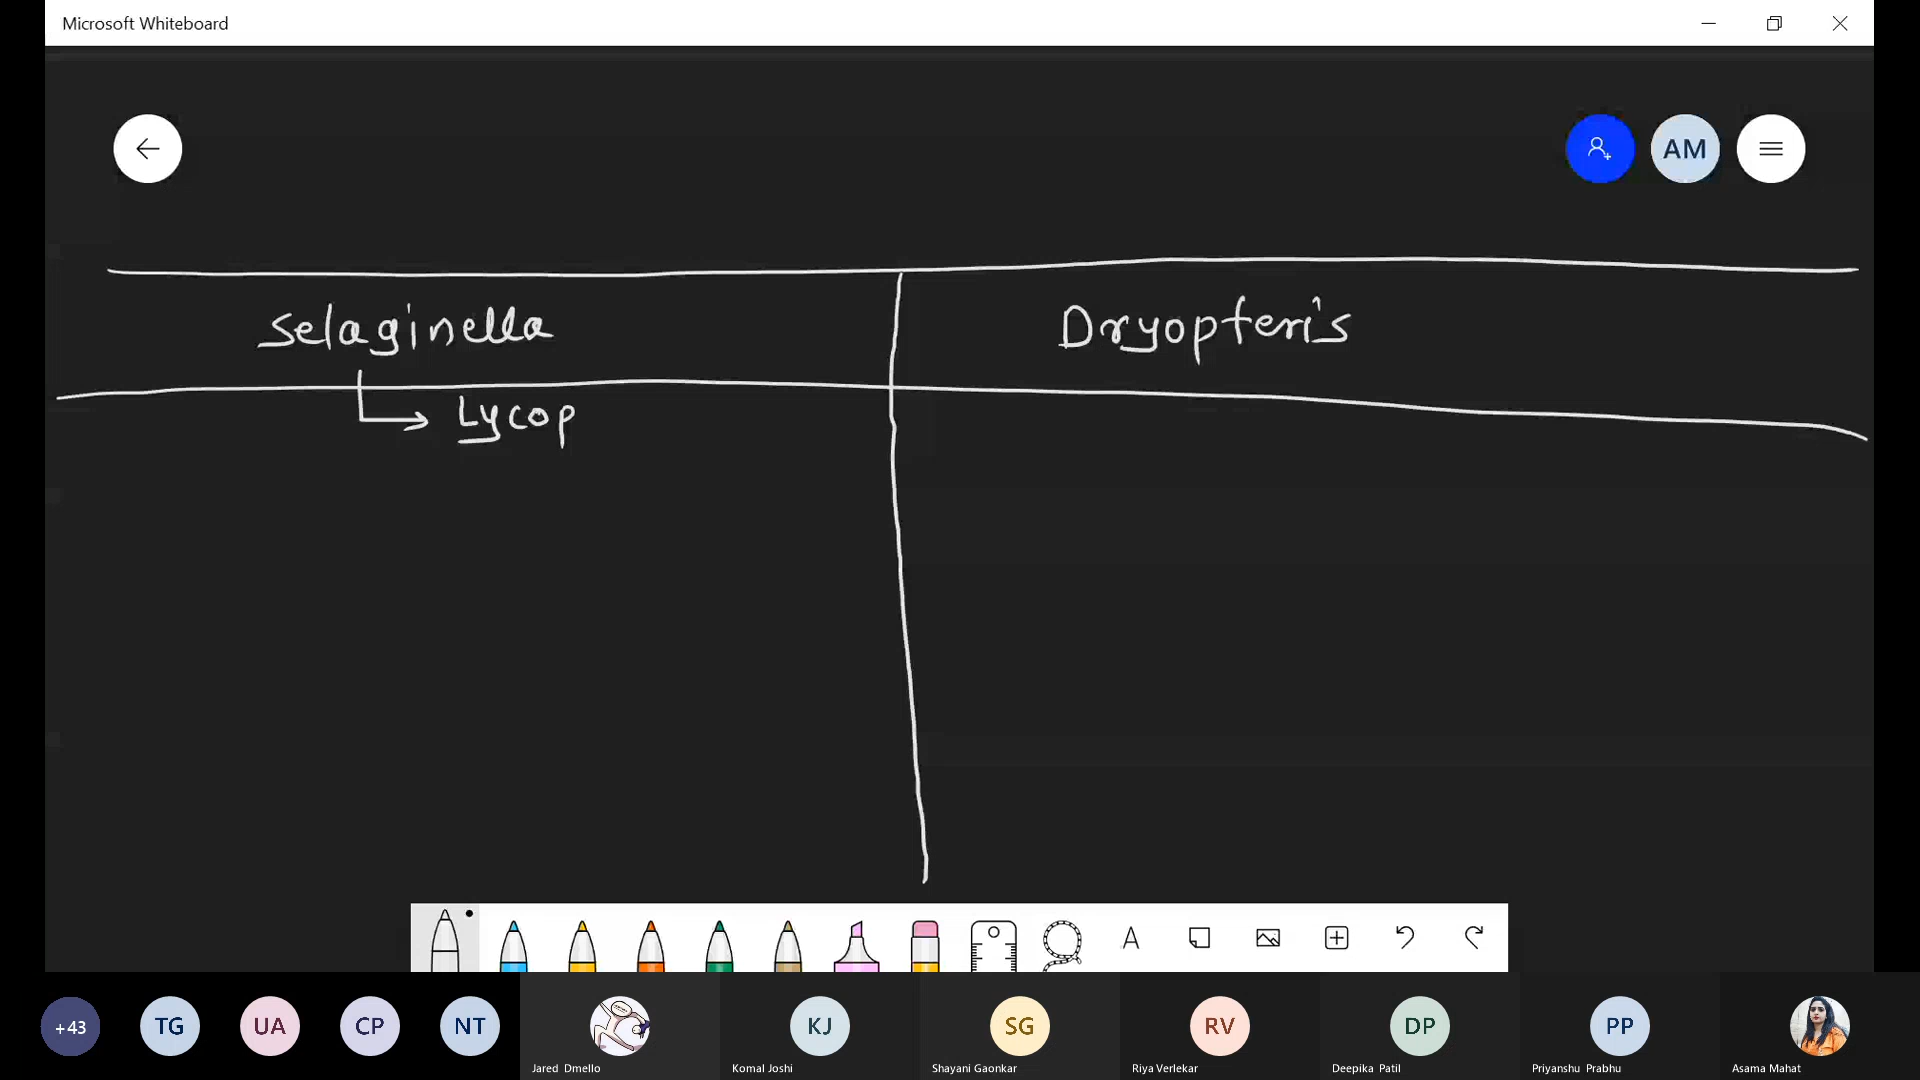 Microsoft Whiteboard
AM
Selaginella
Dryopteris
Lycop
A
+43
TG
UA
CP
NT
KJ
SG
RV
DP
PP
Jared Dmello
Komal Joshi
Shayani Gaonkar
Riya Verlekar
Deepika Patil
Priyanshu Prabhu
Asama Mahat